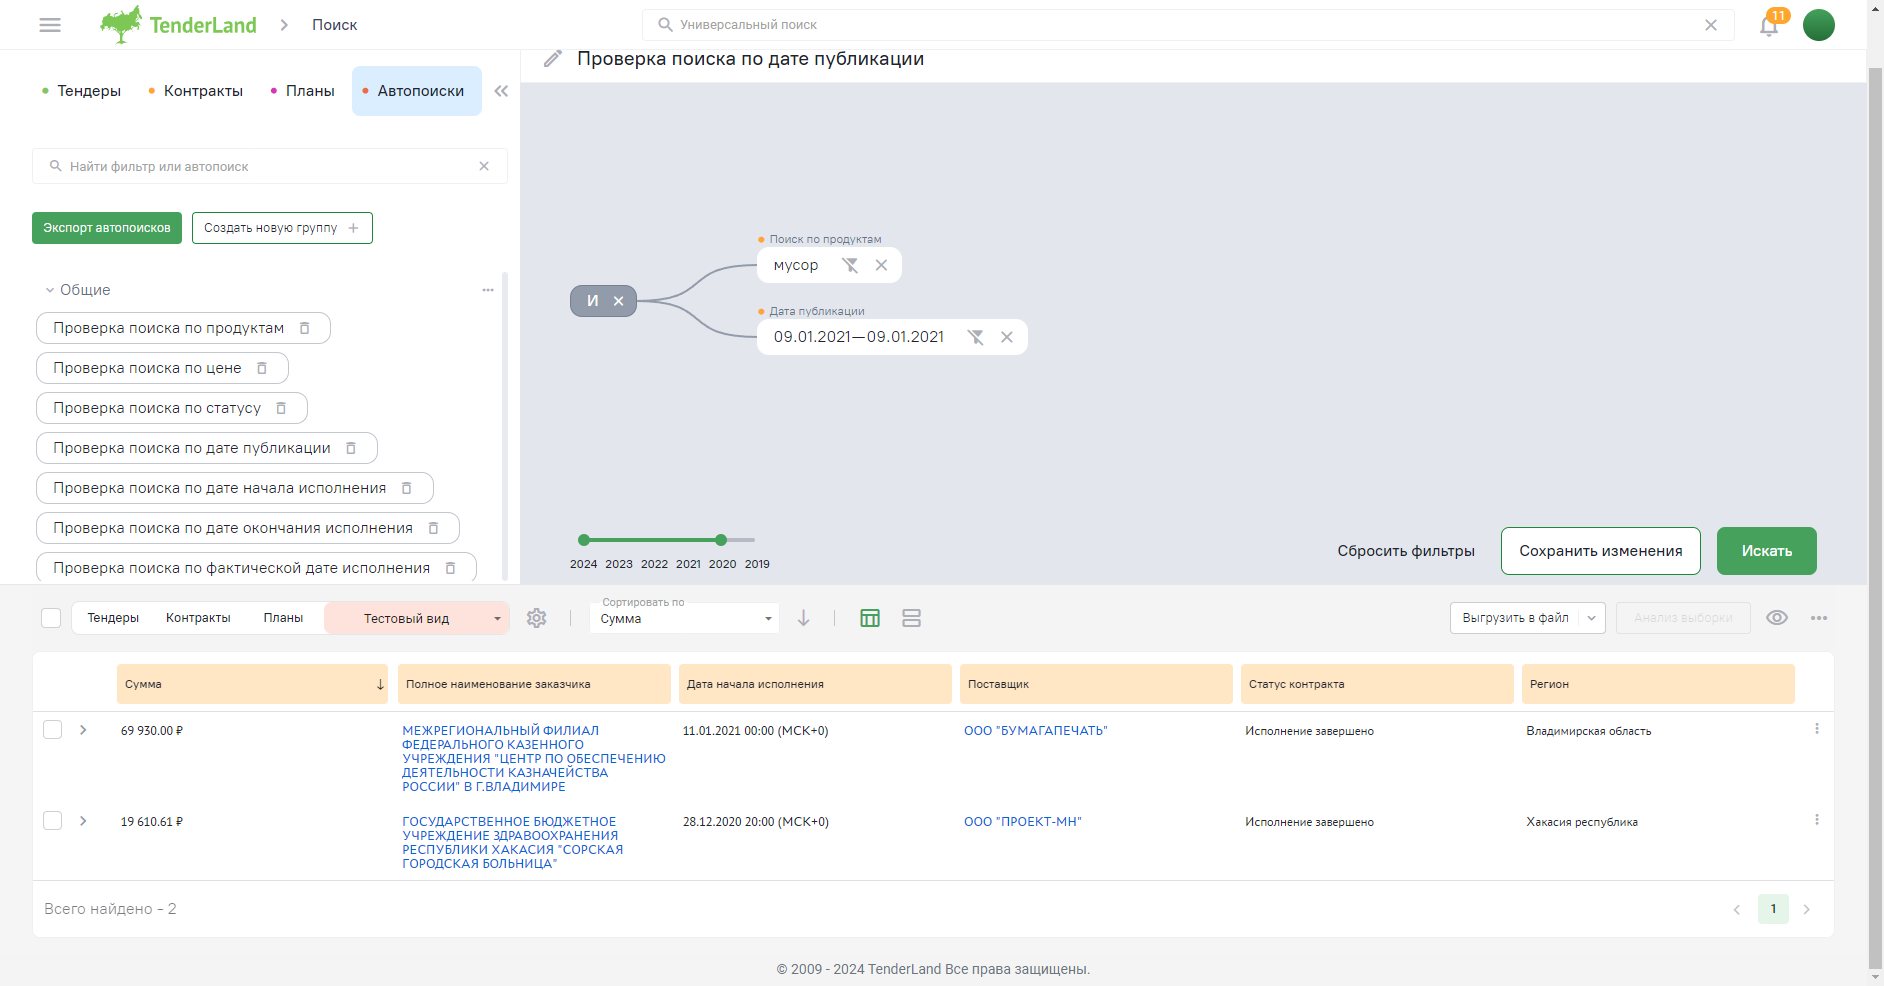 TenderLand
Поиск
Универсальный поиск
11
Тендеры
Контракты
Планы
Автопоиски
Проверка поиска по дате публикации
Найти фильтр или автопоиск
Экспорт автопоисков
Создать новую группу
Общие
Проверка поиска по продуктам
Проверка поиска по цене
Проверка поиска по статусу
Проверка поиска по дате публикации
Проверка поиска по дате начала исполнения
Проверка поиска по дате окончания исполнения
Проверка поиска по фактической дате исполнения
И
Поиск по продуктам
мусор
Дата публикации
09.01.2021—09.01.2021
2024 2023 2022 2021 2020 2019
Сбросить фильтры
Сохранить изменения
Искать
Тендеры
Контракты
Планы
Тестовый вид
Сортировать по
Сумма
Выгрузить в файл
Анализ выборки
Сумма
Полное наименование заказчика
Дата начала исполнения
Поставщик
Статус контракта
Регион
69 930.00 ₽
МЕЖРЕГИОНАЛЬНЫЙ ФИЛИАЛ
ФЕДЕРАЛЬНОГО КАЗЕННОГО
УЧРЕЖДЕНИЯ "ЦЕНТР ПО ОБЕСПЕЧЕНИЮ
ДЕЯТЕЛЬНОСТИ КАЗНАЧЕЙСТВА
РОССИИ" В Г.ВЛАДИМИРЕ
11.01.2021 00:00 (МСК+0)
ООО "БУМАГАПЕЧАТЬ"
Исполнение завершено
Владимирская область
19 610.61 ₽
ГОСУДАРСТВЕННОЕ БЮДЖЕТНОЕ
УЧРЕЖДЕНИЕ ЗДРАВООХРАНЕНИЯ
РЕСПУБЛИКИ ХАКАСИЯ "СОРСКАЯ
ГОРОДСКАЯ БОЛЬНИЦА"
28.12.2020 20:00 (МСК+0)
ООО "ПРОЕКТ-МН"
Исполнение завершено
Хакасия республика
Всего найдено - 2
1
© 2009 - 2024 TenderLand Все права защищены.